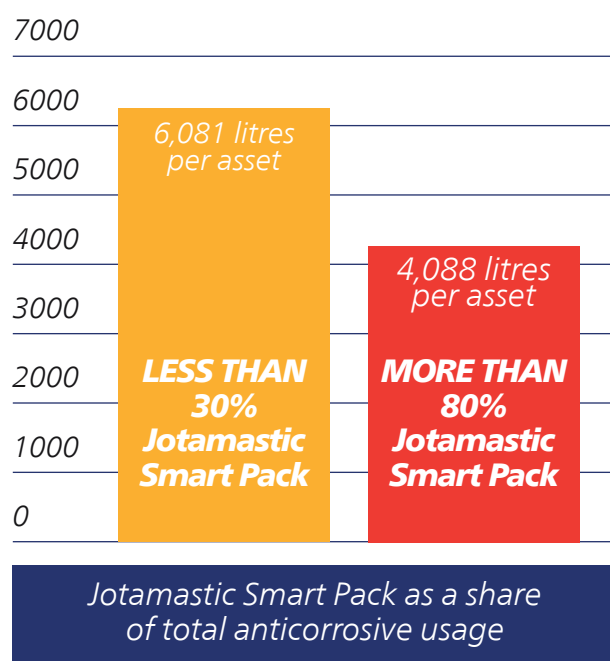 7000
6000
5000
4000
3000
2000
1000
0
6,081 litres
per asset
LESS THAN
30%
Jotamastic
Smart Pack
4,088 litres
per asset
MORE THAN
80%
Jotamastic
Smart Pack
Jotamastic Smart Pack as a share
of total anticorrosive usage